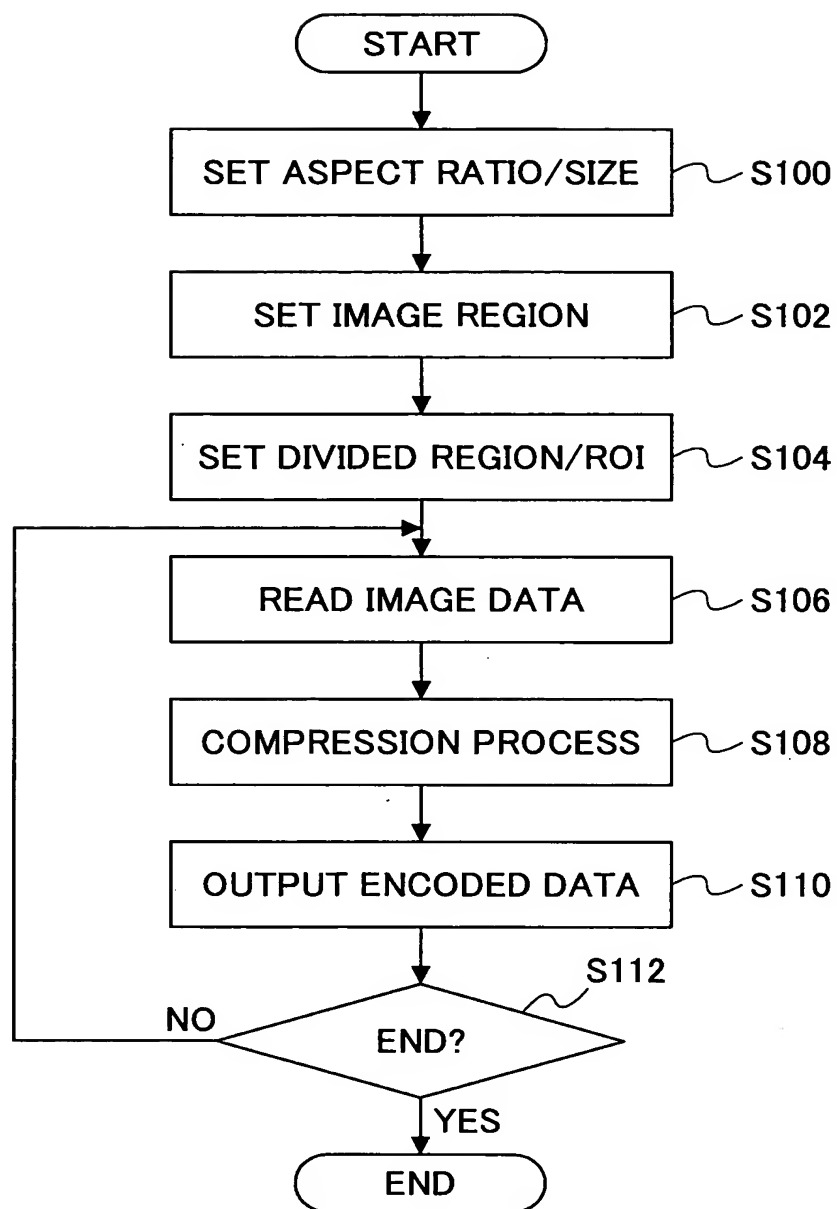 START
SET ASPECT RATIO/SIZE S100
SET IMAGE REGION S102
SET DIVIDED REGION/ROI S104
READ IMAGE DATA S106
COMPRESSION PROCESS S108
OUTPUT ENCODED DATA S110
S112
NO
END?
YES
END